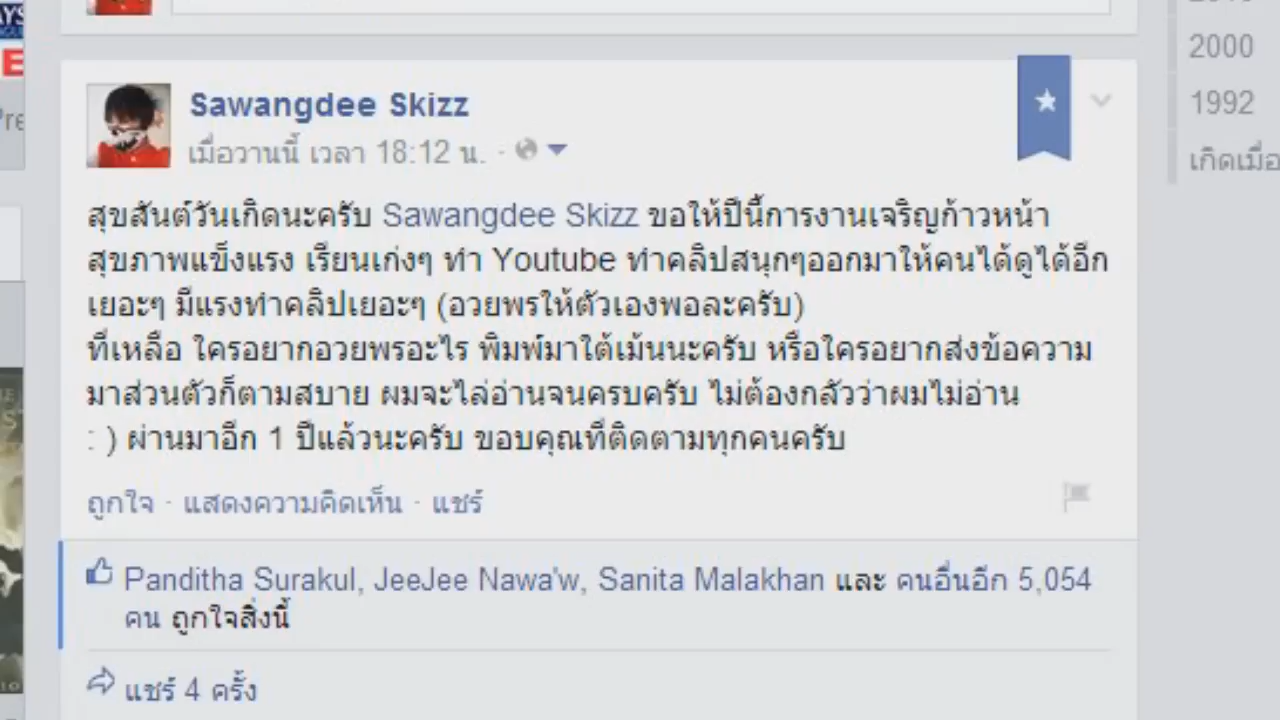 2000
1992
เกิดเมื่อ
Sawangdee Skizz
เมื่อวานนี้ เวลา 18:12 น. ·
สุขสันต์วันเกิดนะครับ Sawangdee Skizz ขอให้ปีนี้การงานเจริญก้าวหน้า
สุขภาพแข็งแรง เรียนเก่งๆ ทำ Youtube ทำคลิปสนุกๆออกมาให้คนได้ดูได้อีก
เยอะๆ มีแรงทำคลิปเยอะๆ (อวยพรให้ตัวเองพอละครับ)
ที่เหลือ ใครอยากอวยพรอะไร พิมพ์มาใต้เม้นนะครับ หรือใครอยากส่งข้อความ
มาส่วนตัวก็ตามสบาย ผมจะไล่อ่านจนครบครับ ไม่ต้องกลัวว่าผมไม่อ่าน
: ) ผ่านมาอีก 1 ปีแล้วนะครับ ขอบคุณที่ติดตามทุกคนครับ
ถูกใจ · แสดงความคิดเห็น · แชร์
Panditha Surakul, JeeJee Nawa'w, Sanita Malakhan และ คนอื่นอีก 5,054
คน ถูกใจสิ่งนี้
แชร์ 4 ครั้ง